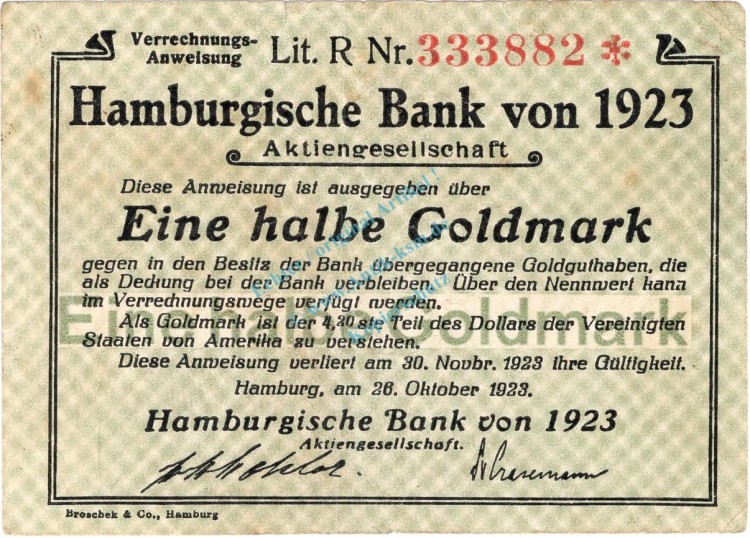 Verrechnungs-
Anweisung Lit. R Nr. 333882 *
Hamburgische Bank von 1923
Aktiengesellschaft
Diese Anweisung ist ausgegeben über
Eine halbe Goldmark
gegen in den Besitz der Bank übergegangene Goldguthaben, die
als Deckung bei der Bank verbleiben. Über den Nennwert kann
im Verrechnungswege verfügt werden.
Eine halbe Goldmark
Als Goldmark ist der 4,20 ste Teil des Dollars der Vereinigten
Staaten von Amerika zu verstehen.
Diese Anweisung verliert am 30. Novbr. 1923 ihre Gültigkeit.
Hamburg, am 26. Oktober 1923.
Hamburgische Bank von 1923
Aktiengesellschaft.
Broschek & Co., Hamburg